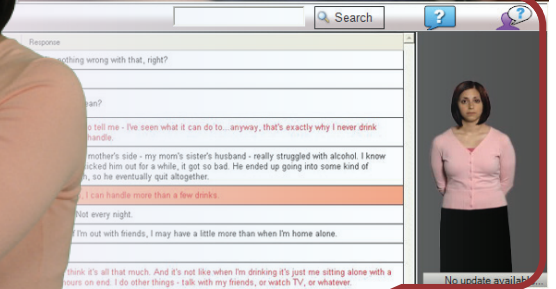 Search
Response
othing wrong with that, right?
ean?
tell me - I've seen what it can do to...anyway, that's exactly why I never drink
handle.
mother's side - my mom's sister's husband - really struggled with alcohol. I know
icked him out for a while, it got so bad. He ended up going into some kind of
so he eventually quit altogether.
I can handle more than a few drinks.
Not every night.
I'm out with friends, I may have a little more than when I'm home alone.
think it's all that much. And it's not like when I'm drinking it's just me sitting alone with a
ours on end. I do other things - talk with my friends, or watch TV, or whatever.
No update availabl...